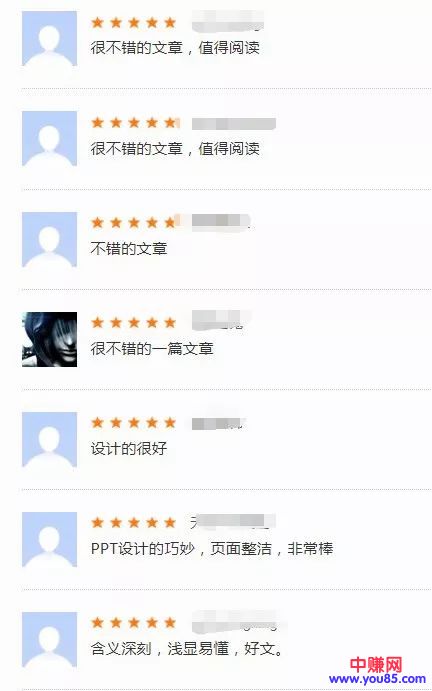 很不错的文章，值得阅读
很不错的文章，值得阅读
不错的文章
很不错的一篇文章
设计的很好
PPT设计的巧妙，页面整洁，非常棒
含义深刻，浅显易懂，好文。
中赚网
www.you85.com